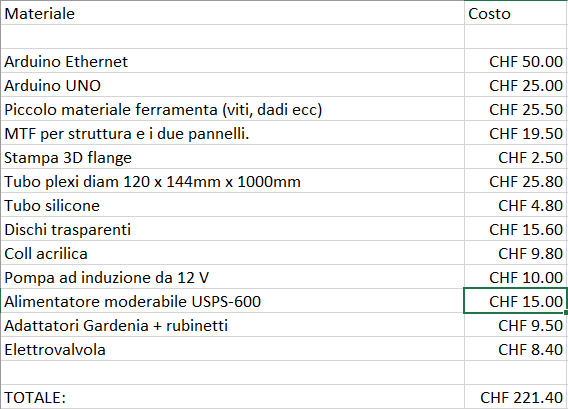 Materiale Costo
Arduino Ethernet CHF 50.00
Arduino UNO CHF 25.00
Piccolo materiale ferramenta (viti, dadi ecc) CHF 25.50
MTF per struttura e i due pannelli. CHF 19.50
Stampa 3D flange CHF 2.50
Tubo plexi diam 120 x 144mm x 1000mm CHF 25.80
Tubo silicone CHF 4.80
Dischi trasparenti CHF 15.60
Coll acrilica CHF 9.80
Pompa ad induzione da 12 V CHF 10.00
Alimentatore moderabile USPS-600 CHF 15.00
Adattatori Gardenia + rubinetti CHF 9.50
Elettrovalvola CHF 8.40
TOTALE: CHF 221.40